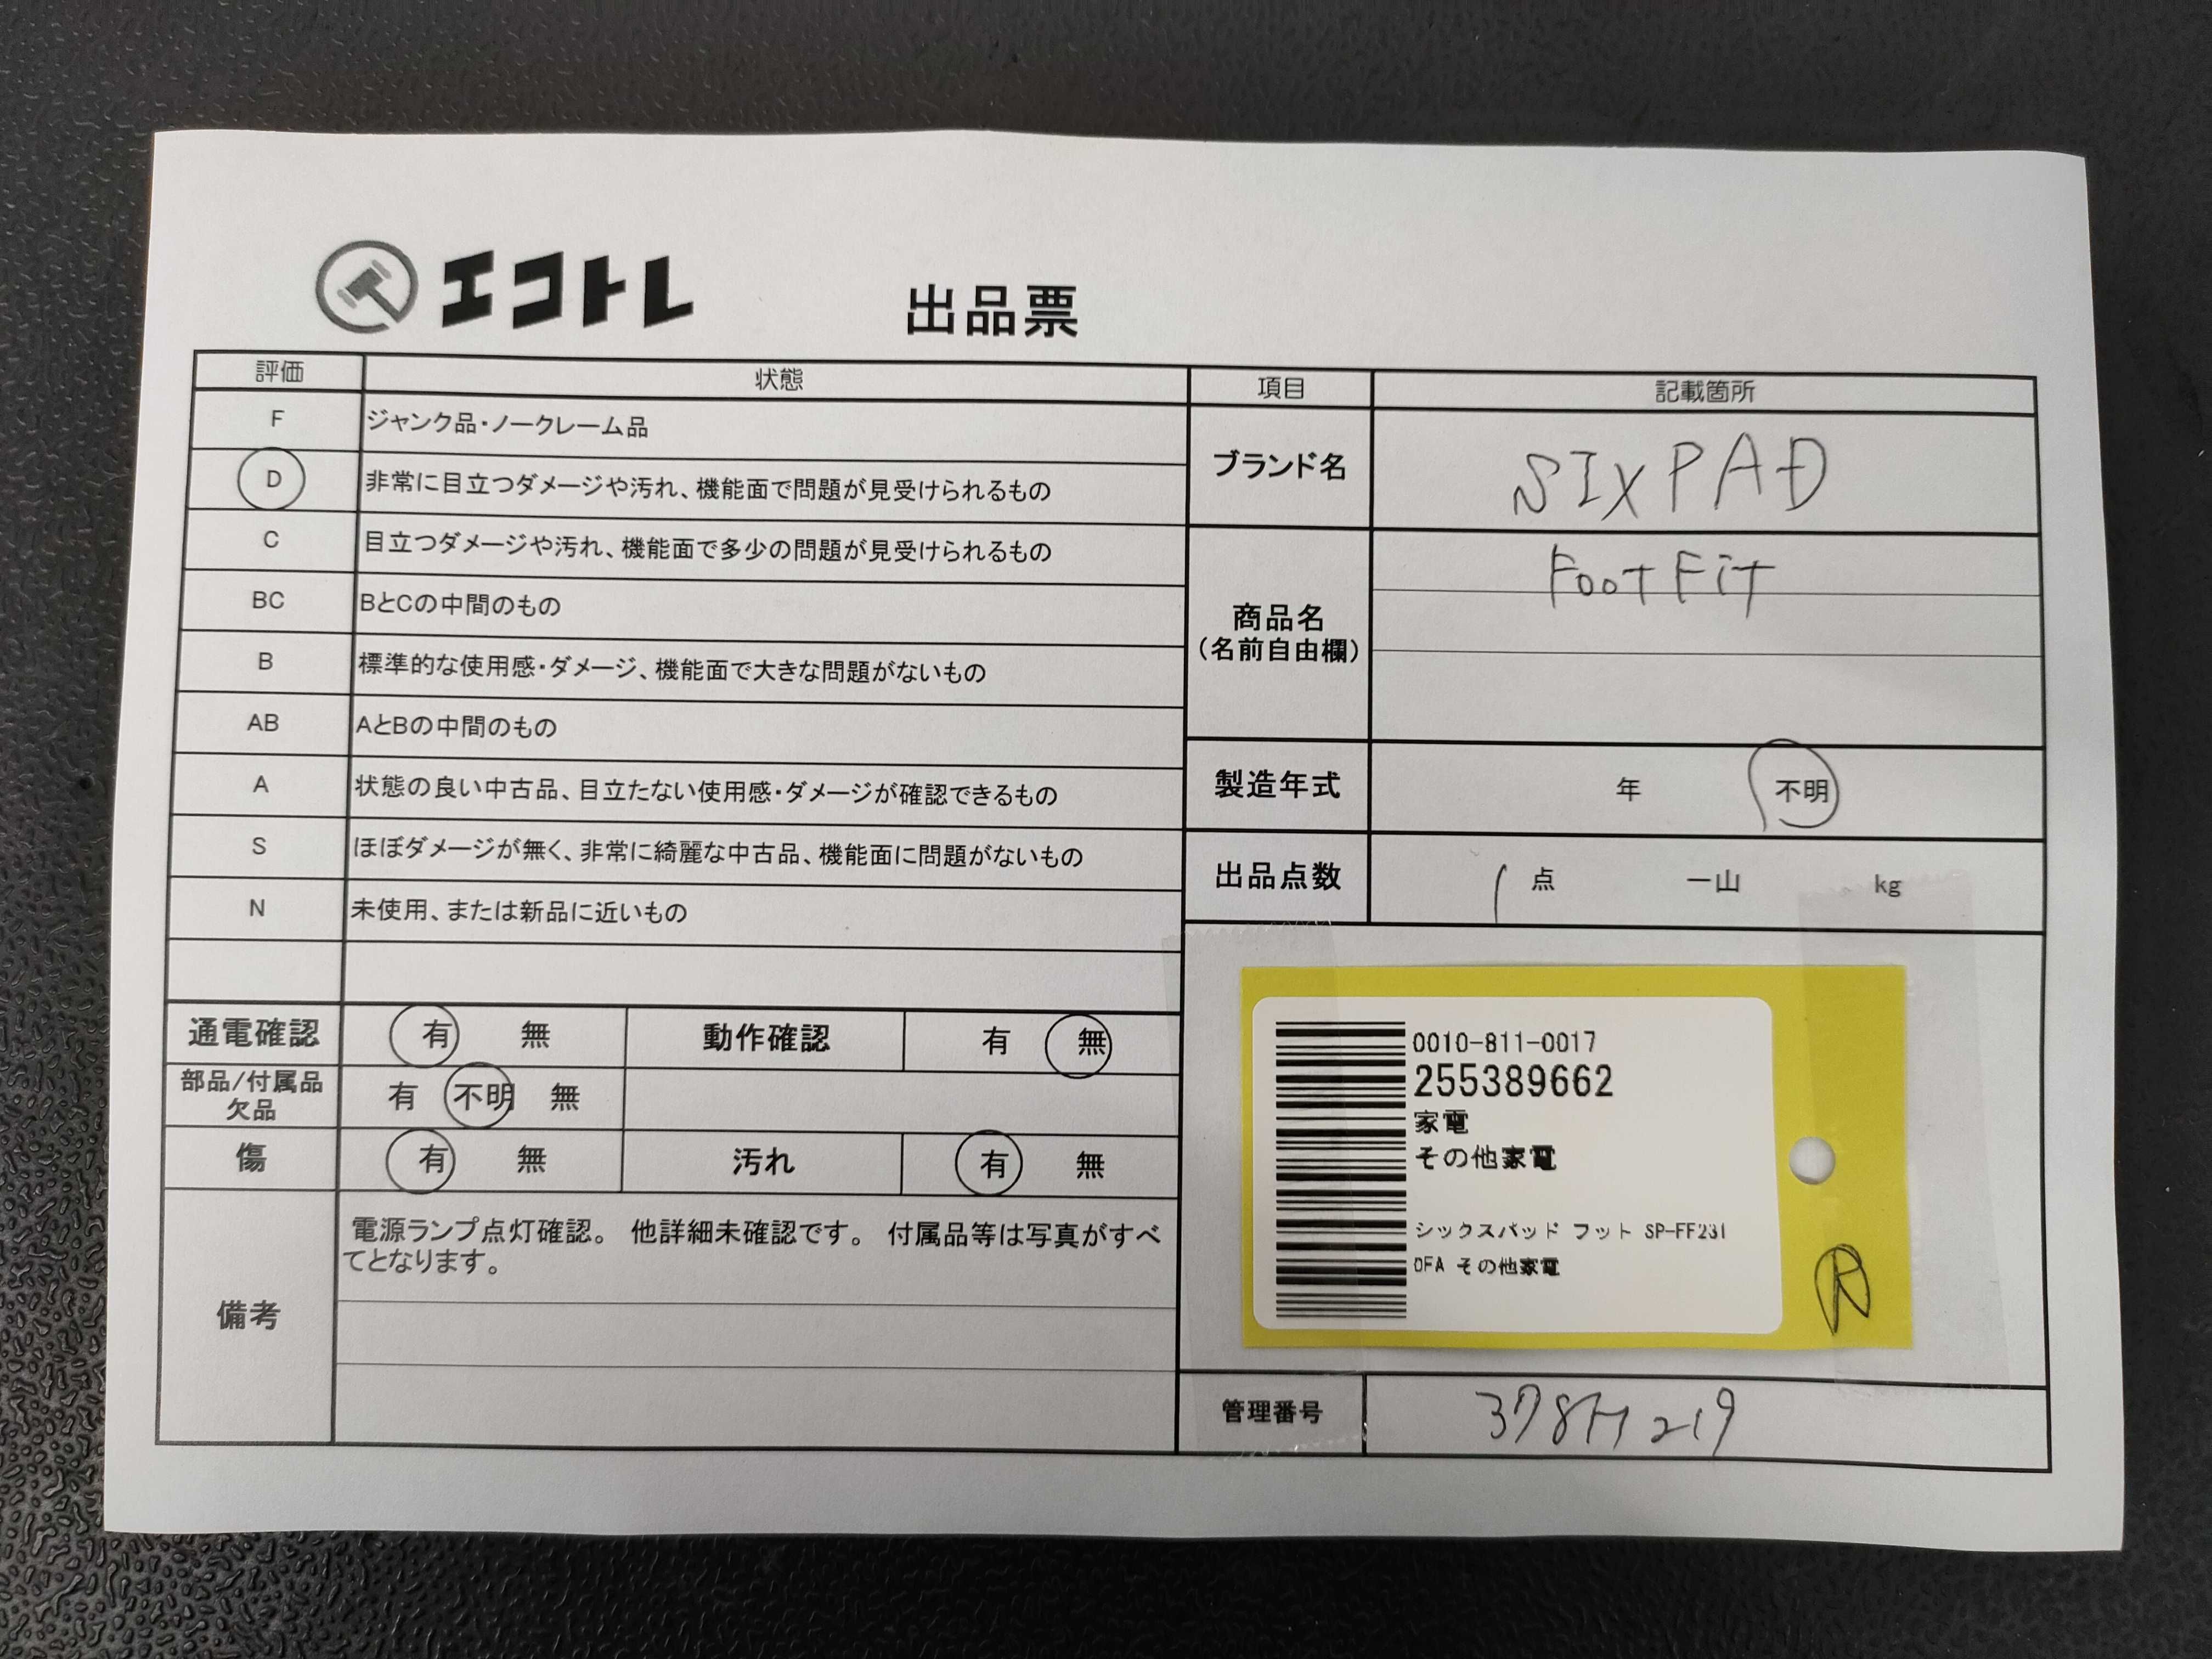 エコトレ
出品票
評価 状態
F ジャンク品・ノークレーム品
D 非常に目立つダメージや汚れ、機能面で問題が見受けられるもの
C 目立つダメージや汚れ、機能面で多少の問題が見受けられるもの
BC BとCの中間のもの
B 標準的な使用感・ダメージ、機能面で大きな問題がないもの
AB AとBの中間のもの
A 状態の良い中古品、目立たない使用感・ダメージが確認できるもの
S ほぼダメージが無く、非常に綺麗な中古品、機能面に問題がないもの
N 未使用、または新品に近いもの
通電確認 有 無 動作確認 有 無
部品/付属品
欠品
有 不明 無
傷 有 無 汚れ 有 無
備考
電源ランプ点灯確認。 他詳細未確認です。 付属品等は写真がすべ
てとなります。
項目 記載箇所
ブランド名 SIXPAD
商品名
(名前自由欄)
FootFit
製造年式 年 不明
出品点数 1 点 一山 kg
0010-811-0017
255389662
家電
その他家電
シックスパッド フット SP-FF231
0FA その他家電
R
管理番号 378H219